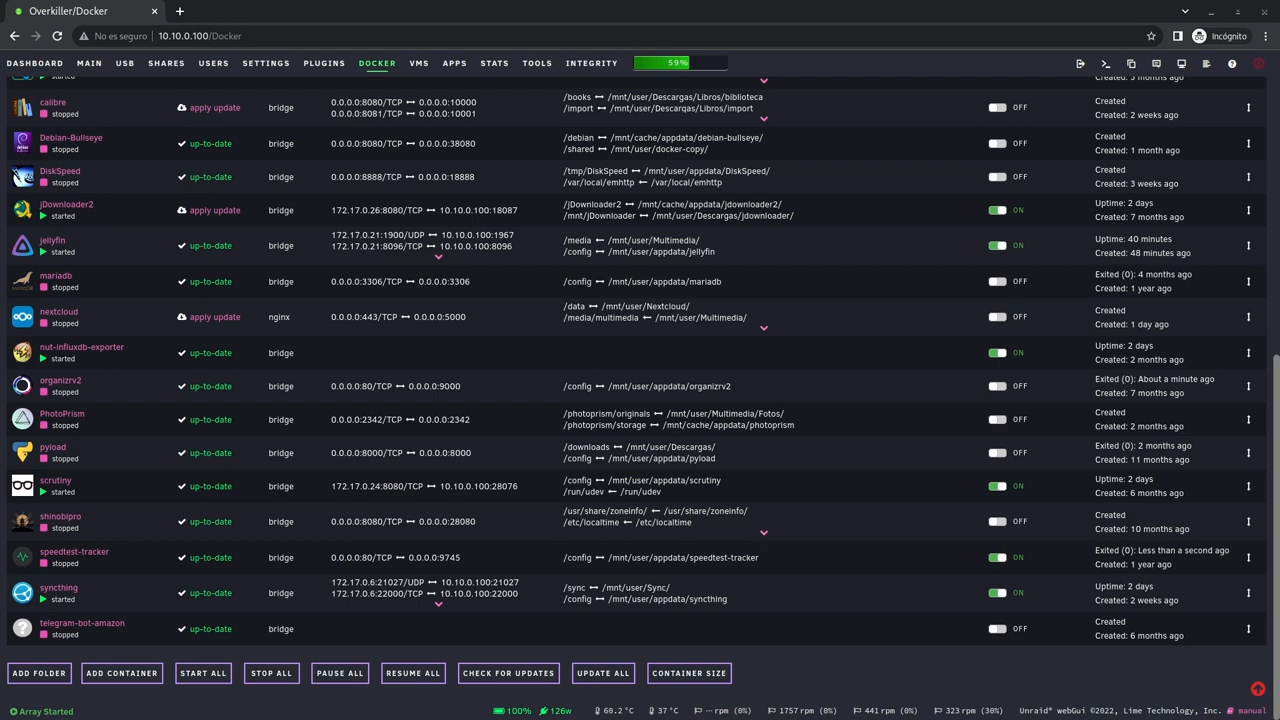 Overkiller/Docker
No es seguro
10.10.0.100/Docker
Incógnito
DASHBOARD MAIN USB SHARES USERS SETTINGS PLUGINS DOCKER VMS APPS STATS TOOLS INTEGRITY 59%
started
Created: 3 months ago
calibre
stopped
apply update
bridge
0.0.0.0:8080/TCP 0.0.0.0:10000
0.0.0.0:8081/TCP 0.0.0.0:10001
/books /mnt/user/Descargas/Libros/biblioteca
/import /mnt/user/Descargas/Libros/import
OFF
Created
Created: 2 weeks ago
Debian-Bullseye
stopped
up-to-date
bridge
0.0.0.0:8080/TCP 0.0.0.0:38080
/debian /mnt/cache/appdata/debian-bullseye/
/shared /mnt/user/docker-copy/
OFF
Created
Created: 1 month ago
DiskSpeed
stopped
up-to-date
bridge
0.0.0.0:8888/TCP 0.0.0.0:18888
/tmp/DiskSpeed /mnt/user/appdata/DiskSpeed/
/var/local/emhttp /var/local/emhttp
OFF
Created
Created: 3 weeks ago
jDownloader2
started
apply update
bridge
172.17.0.26:8080/TCP 10.10.0.100:18087
/jDownloader2 /mnt/cache/appdata/jdownloader2/
/mnt/jDownloader /mnt/user/Descargas/jdownloader/
ON
Uptime: 2 days
Created: 7 months ago
jellyfin
started
up-to-date
bridge
172.17.0.21:1900/UDP 10.10.0.100:1967
172.17.0.21:8096/TCP 10.10.0.100:8096
/media /mnt/user/Multimedia/
/config /mnt/user/appdata/jellyfin
ON
Uptime: 40 minutes
Created: 48 minutes ago
mariadb
stopped
up-to-date
bridge
0.0.0.0:3306/TCP 0.0.0.0:3306
/config /mnt/user/appdata/mariadb
OFF
Exited (0): 4 months ago
Created: 1 year ago
nextcloud
stopped
apply update
nginx
0.0.0.0:443/TCP 0.0.0.0:5000
/data /mnt/user/Nextcloud/
/media/multimedia /mnt/user/Multimedia/
OFF
Created
Created: 1 day ago
nut-influxdb-exporter
started
up-to-date
bridge
ON
Uptime: 2 days
Created: 2 months ago
organizrv2
stopped
up-to-date
bridge
0.0.0.0:80/TCP 0.0.0.0:9000
/config /mnt/user/appdata/organizrv2
OFF
Exited (0): About a minute ago
Created: 7 months ago
PhotoPrism
stopped
up-to-date
bridge
0.0.0.0:2342/TCP 0.0.0.0:2342
/photoprism/originals /mnt/user/Multimedia/Fotos/
/photoprism/storage /mnt/cache/appdata/photoprism
OFF
Created
Created: 2 months ago
pyload
stopped
up-to-date
bridge
0.0.0.0:8000/TCP 0.0.0.0:8000
/downloads /mnt/user/Descargas/
/config /mnt/user/appdata/pyload
OFF
Exited (0): 2 months ago
Created: 11 months ago
scrutiny
started
up-to-date
bridge
172.17.0.24:8080/TCP 10.10.0.100:28076
/config /mnt/user/appdata/scrutiny
/run/udev /run/udev
ON
Uptime: 2 days
Created: 6 months ago
shinobipro
stopped
up-to-date
bridge
0.0.0.0:8080/TCP 0.0.0.0:28080
/usr/share/zoneinfo/ /usr/share/zoneinfo/
/etc/localtime /etc/localtime
OFF
Created
Created: 10 months ago
speedtest-tracker
stopped
up-to-date
bridge
0.0.0.0:80/TCP 0.0.0.0:9745
/config /mnt/user/appdata/speedtest-tracker
ON
Exited (0): Less than a second ago
Created: 1 year ago
syncthing
started
up-to-date
bridge
172.17.0.6:21027/UDP 10.10.0.100:21027
172.17.0.6:22000/TCP 10.10.0.100:22000
/sync /mnt/user/Sync/
/config /mnt/user/appdata/syncthing
ON
Uptime: 2 days
Created: 2 weeks ago
telegram-bot-amazon
stopped
up-to-date
bridge
OFF
Created
Created: 6 months ago
ADD FOLDER ADD CONTAINER START ALL STOP ALL PAUSE ALL RESUME ALL CHECK FOR UPDATES UPDATE ALL CONTAINER SIZE
Array Started 100% 126w 60.2 °C 37 °C -- rpm (0%) 1757 rpm (0%) 441 rpm (0%) 323 rpm (30%) Unraid® webGui ©2022, Lime Technology, Inc. manual